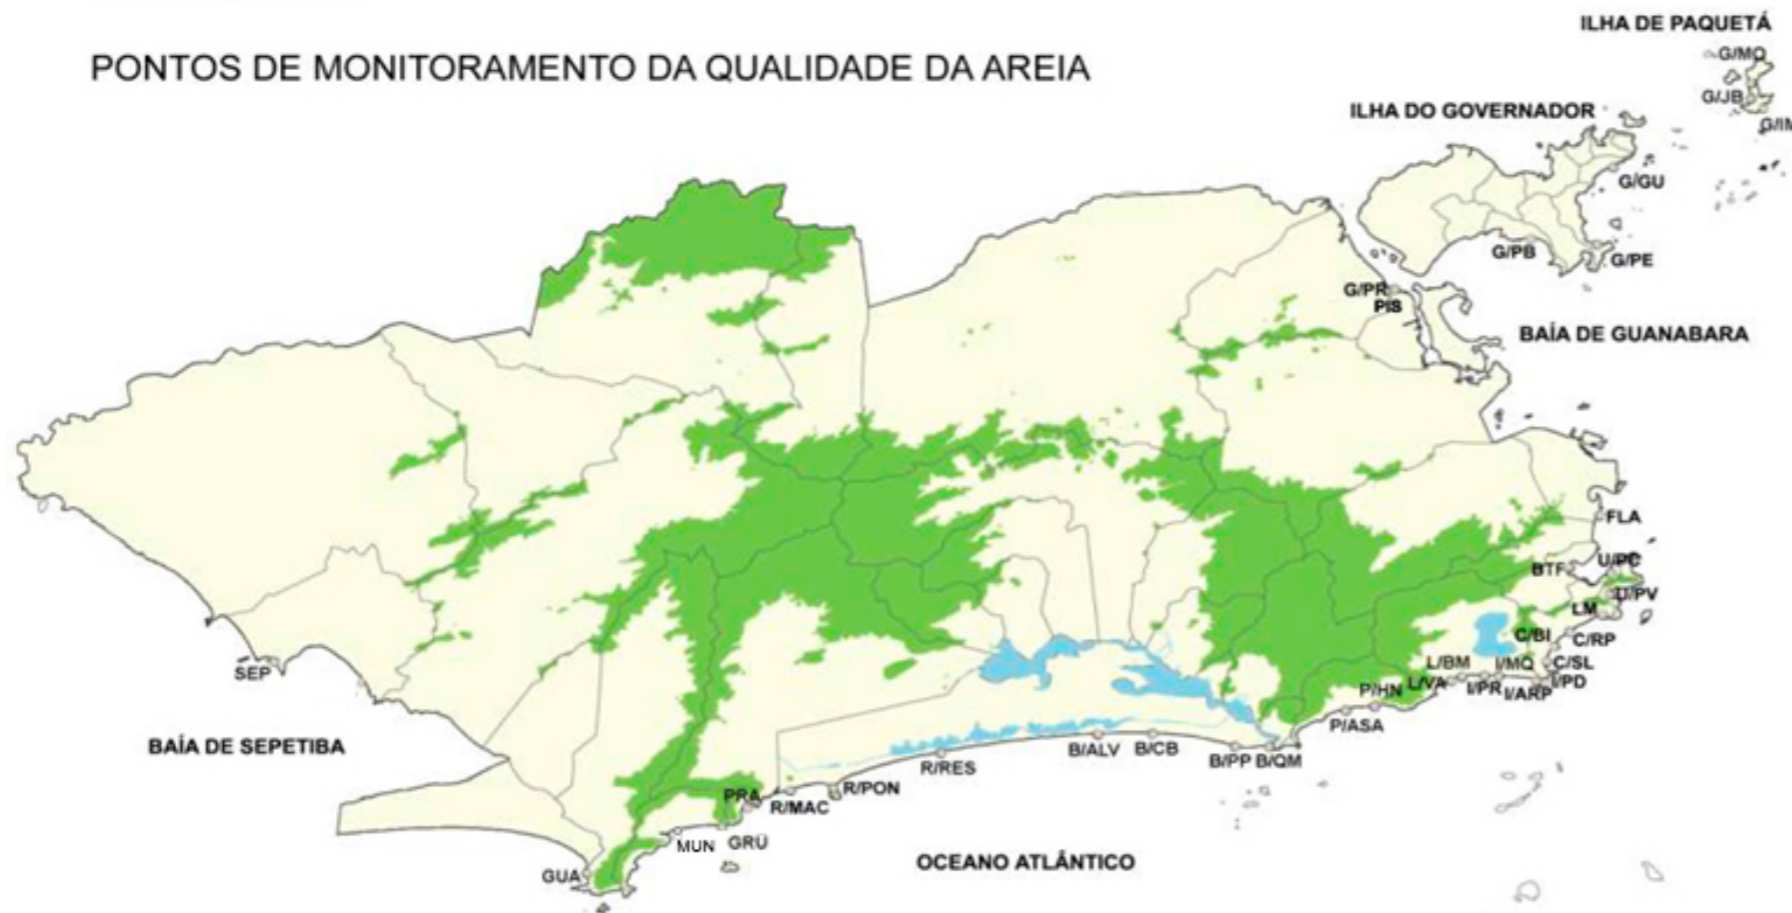 ILHA DE PAQUETÁ
G/MO
PONTOS DE MONITORAMENTO DA QUALIDADE DA AREIA
G/JB
ILHA DO GOVERNADOR
G/IM
G/GU
G/PB
G/PE
G/PR
PIS
BAÍA DE GUANABARA
FLA
U/PC
BTF
U/PV
LM
C/BI
C/RP
L/BM
I/MQ
C/SL
SEP
L/VA
I/PR
I/PD
P/HN
I/ARP
P/ASA
BAÍA DE SEPETIBA
B/ALV
B/CB
B/PP
B/QM
R/RES
R/PON
PRA
R/MAC
MUN
GRU
OCEANO ATLÂNTICO
GUA